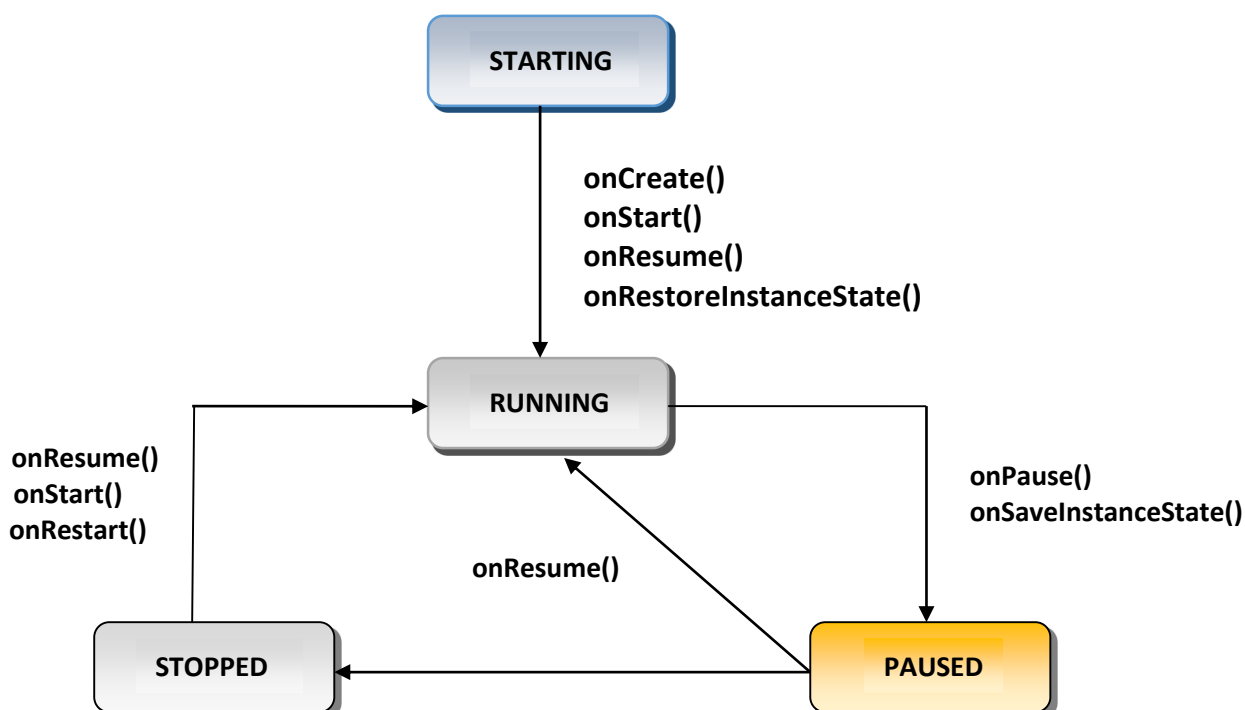 STARTING
onCreate()
onStart()
onResume()
onRestoreInstanceState()
RUNNING
onResume()
onStart()
onRestart()
onPause()
onSaveInstanceState()
onResume()
STOPPED
PAUSED